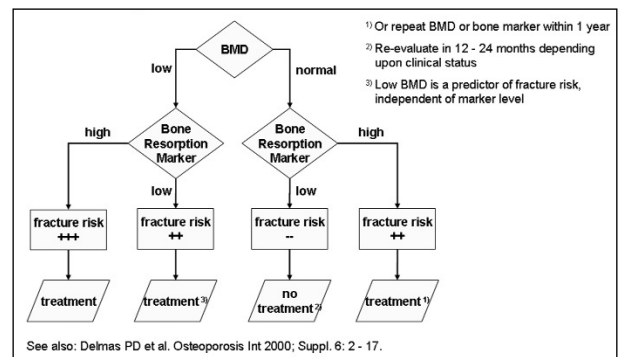 BMD
low
normal
high
Bone
Resorption
Marker
low
Bone
Resorption
Marker
high
low
fracture risk
+++
fracture risk
++
fracture risk
--
fracture risk
++
treatment
treatment 3)
no
treatment 2)
treatment 1)
1) Or repeat BMD or bone marker within 1 year
2) Re-evaluate in 12 - 24 months depending
upon clinical status
3) Low BMD is a predictor of fracture risk,
independent of marker level
See also: Delmas PD et al. Osteoporosis Int 2000; Suppl. 6: 2 - 17.